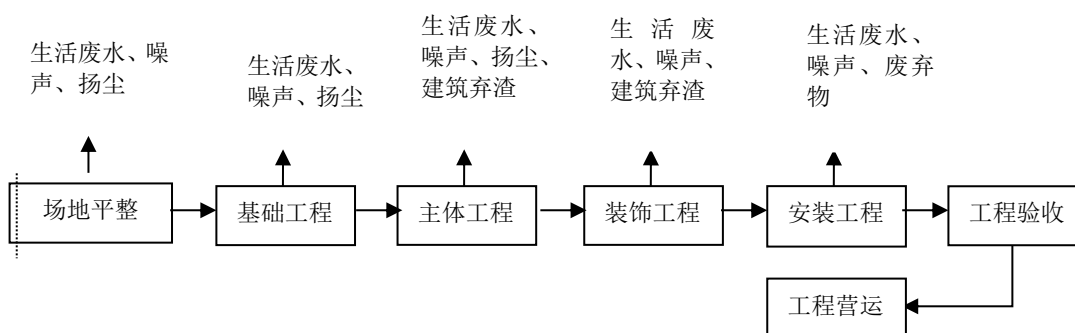 生活废水、噪
声、扬尘
生活废水、
噪声、扬尘
生活废水、
噪声、扬尘、
建筑弃渣
生活废
水、噪声、
建筑弃渣
生活废水、
噪声、废弃
物
场地平整
基础工程
主体工程
装饰工程
安装工程
工程验收
工程营运